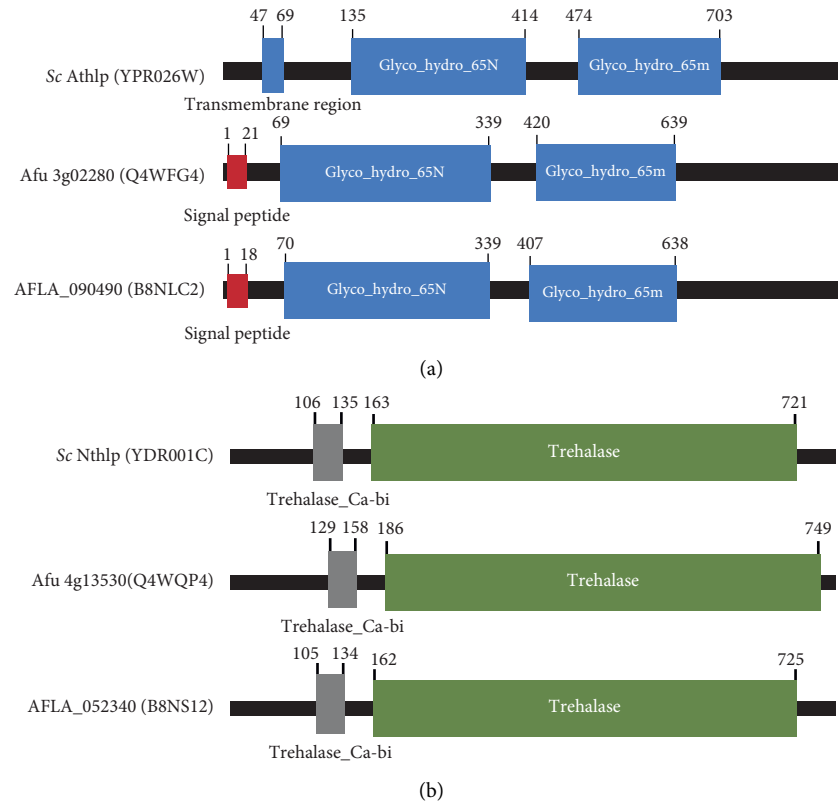 47 69 135 414 474 703
Sc Athlp (YPR026W) Glyco_hydro_65N Glyco_hydro_65m
Transmembrane region
1 21 69 339 420 639
Afu 3g02280 (Q4WFG4) Glyco_hydro_65N Glyco_hydro_65m
Signal peptide
1 18 70 339 407 638
AFLA_090490 (B8NLC2) Glyco_hydro_65N Glyco_hydro_65m
Signal peptide
(a)
106 135 163 721
Sc Nthlp (YDR001C) Trehalase
Trehalase_Ca-bi
129 158 186 749
Afu 4g13530(Q4WQP4) Trehalase
Trehalase_Ca-bi
105 134 162 725
AFLA_052340 (B8NS12) Trehalase
Trehalase_Ca-bi
(b)